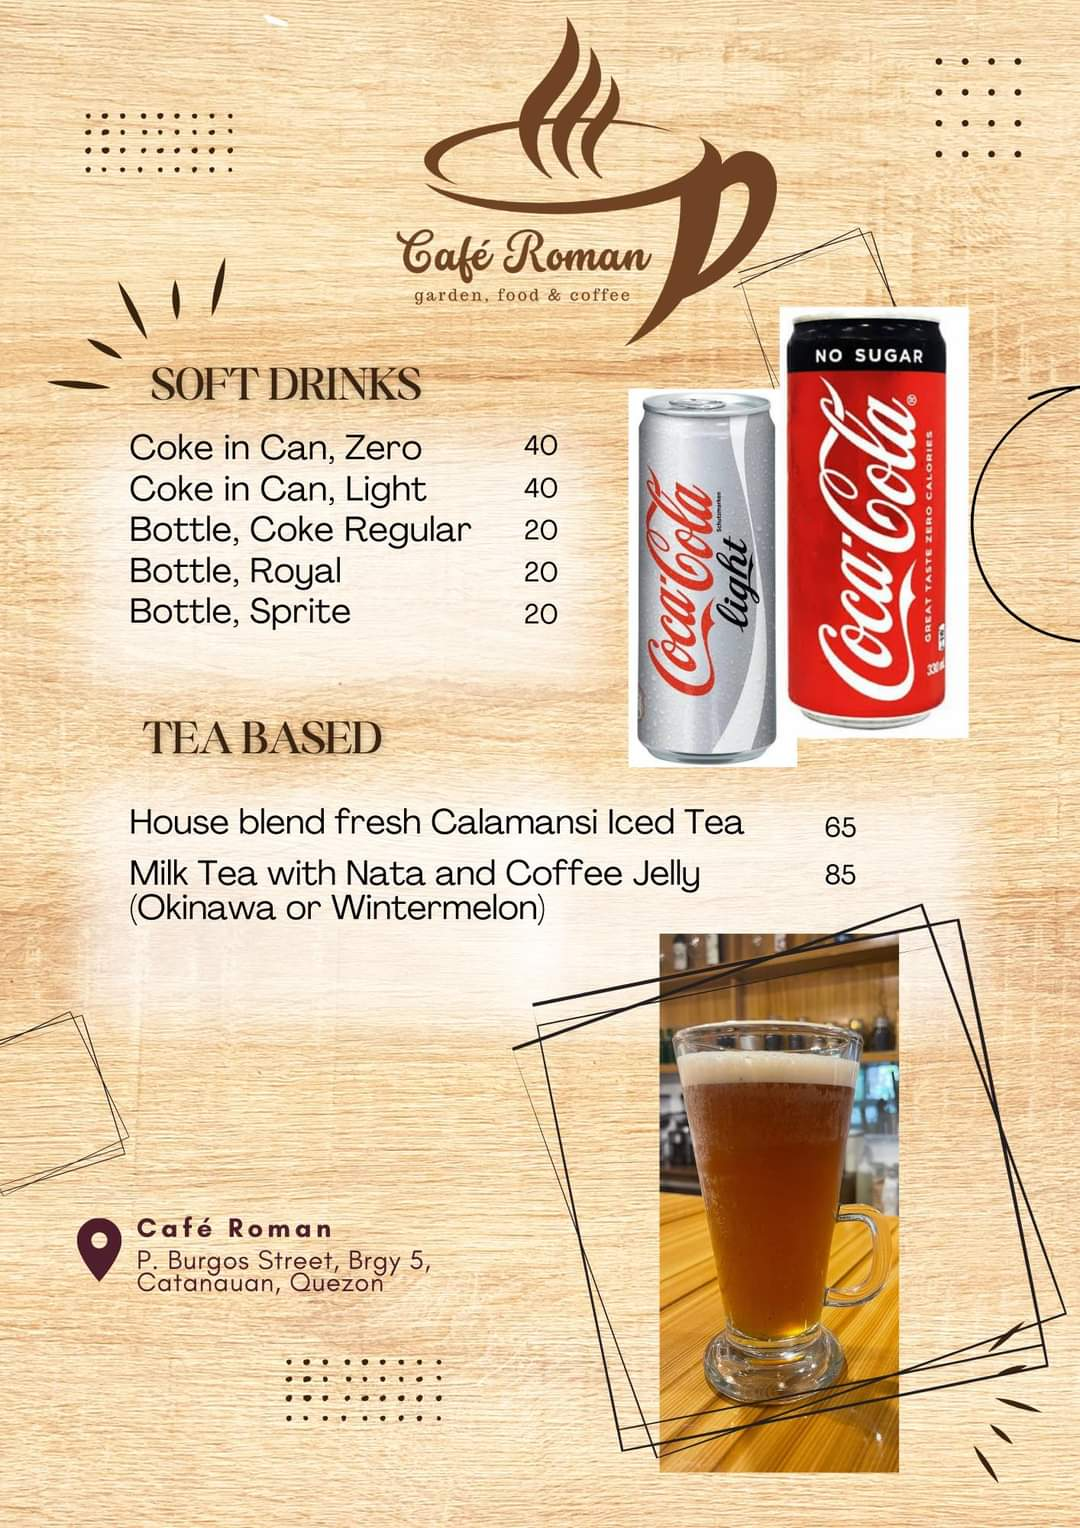 Café Roman
garden, food & coffee
SOFT DRINKS
Coke in Can, Zero 40
Coke in Can, Light 40
Bottle, Coke Regular 20
Bottle, Royal 20
Bottle, Sprite 20
NO SUGAR
Coca-Cola
GREAT TASTE ZERO CALORIES
Coca-Cola
light
Schutzmarken
TEA BASED
House blend fresh Calamansi Iced Tea 65
Milk Tea with Nata and Coffee Jelly 85
(Okinawa or Wintermelon)
Café Roman
P. Burgos Street, Brgy 5,
Catanauan, Quezon